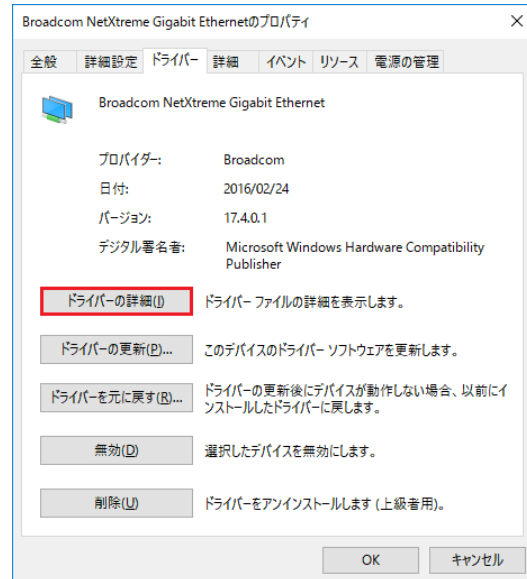 Broadcom NetXtreme Gigabit Ethernetのプロパティ
全般 詳細設定 ドライバー 詳細 イベント リソース 電源の管理
Broadcom NetXtreme Gigabit Ethernet
プロバイダー: Broadcom
日付: 2016/02/24
バージョン: 17.4.0.1
デジタル署名者: Microsoft Windows Hardware Compatibility
Publisher
ドライバーの詳細(I) ドライバー ファイルの詳細を表示します。
ドライバーの更新(P)... このデバイスのドライバー ソフトウェアを更新します。
ドライバーを元に戻す(R)... ドライバーの更新後にデバイスが動作しない場合、以前にイ
ンストールしたドライバーに戻します。
無効(D) 選択したデバイスを無効にします。
削除(U) ドライバーをアンインストールします (上級者用)。
OK キャンセル